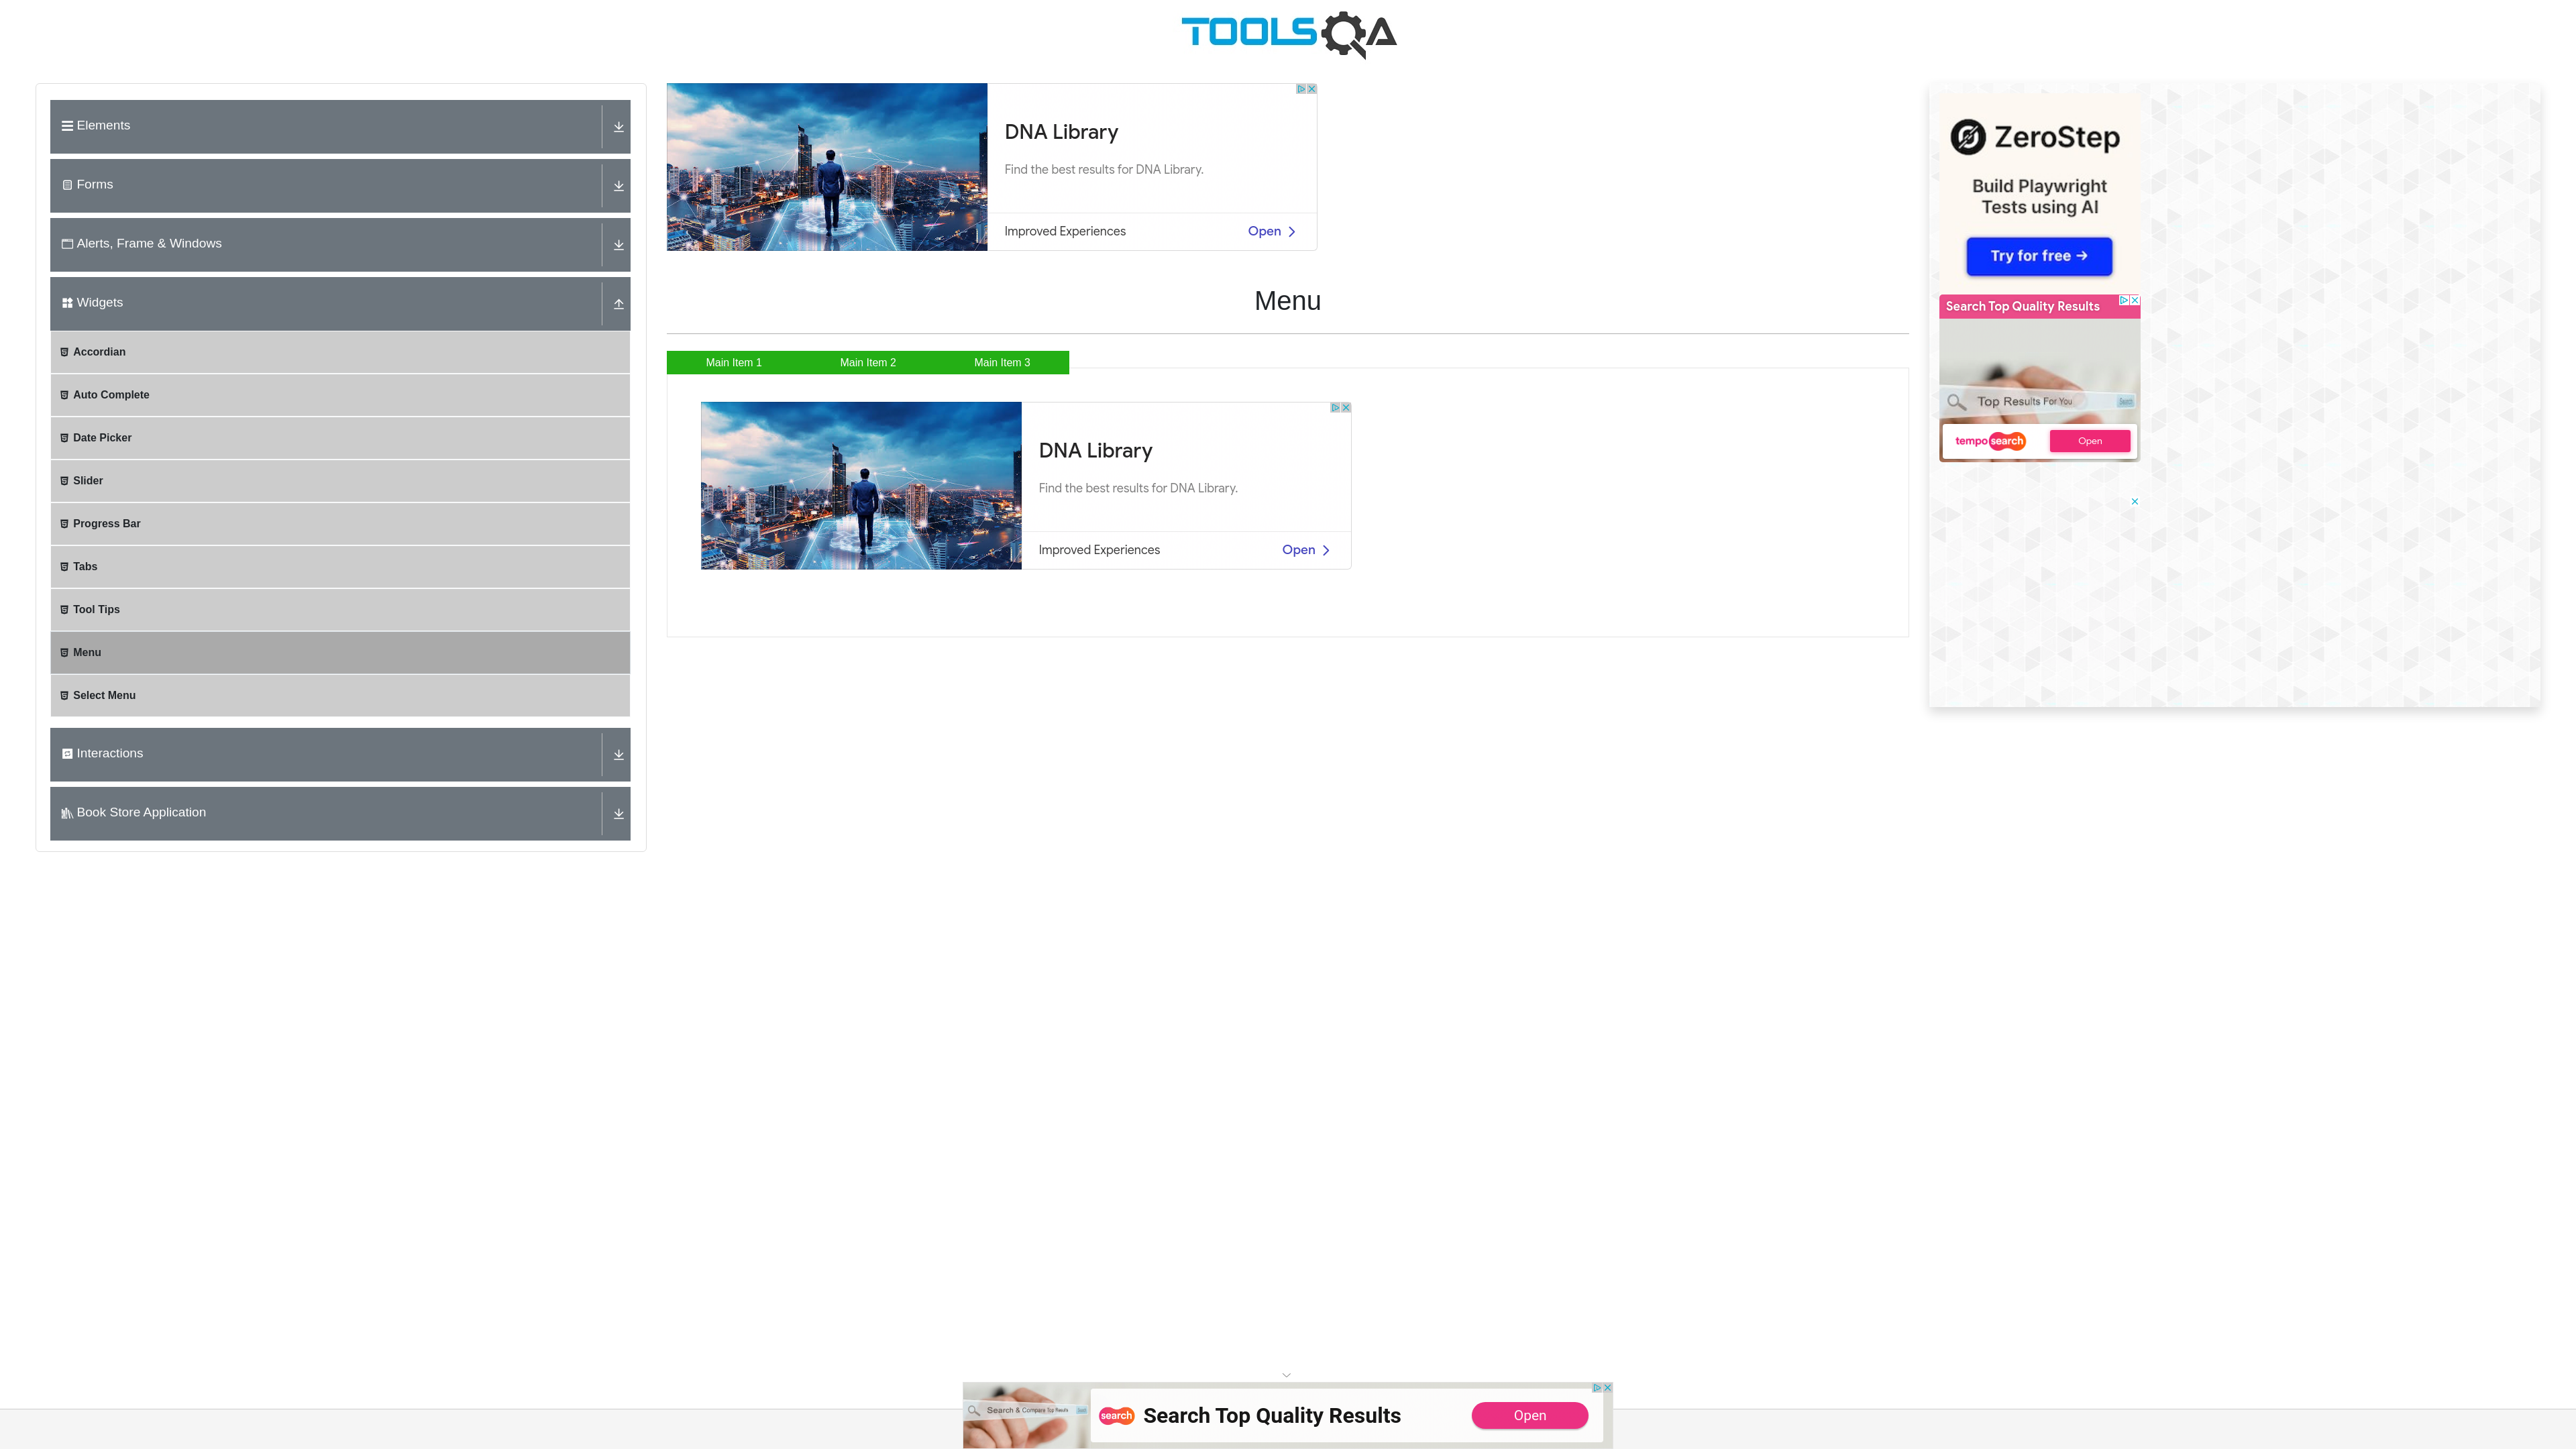 TOOLSQA
Elements
Forms
Alerts, Frame & Windows
Widgets
Accordian
Auto Complete
Date Picker
Slider
Progress Bar
Tabs
Tool Tips
Menu
Select Menu
Interactions
Book Store Application
DNA Library
Find the best results for DNA Library.
Improved Experiences
Open
Menu
Main Item 1
Main Item 2
Main Item 3
DNA Library
Find the best results for DNA Library.
Improved Experiences
Open
ZeroStep
Build Playwright
Tests using AI
Try for free →
Search Top Quality Results
Top Results For You
Search
tempo search
Open
Search & Compare Top Results
search
Search Top Quality Results
Open